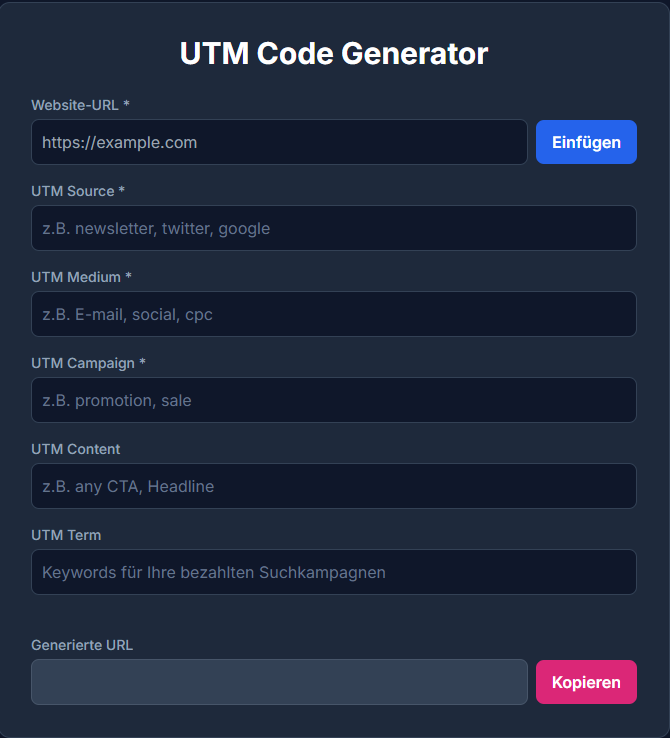 UTM Code Generator
Website-URL *
https://example.com
Einfügen
UTM Source *
z.B. newsletter, twitter, google
UTM Medium *
z.B. E-mail, social, cpc
UTM Campaign *
z.B. promotion, sale
UTM Content
z.B. any CTA, Headline
UTM Term
Keywords für Ihre bezahlten Suchkampagnen
Generierte URL
Kopieren